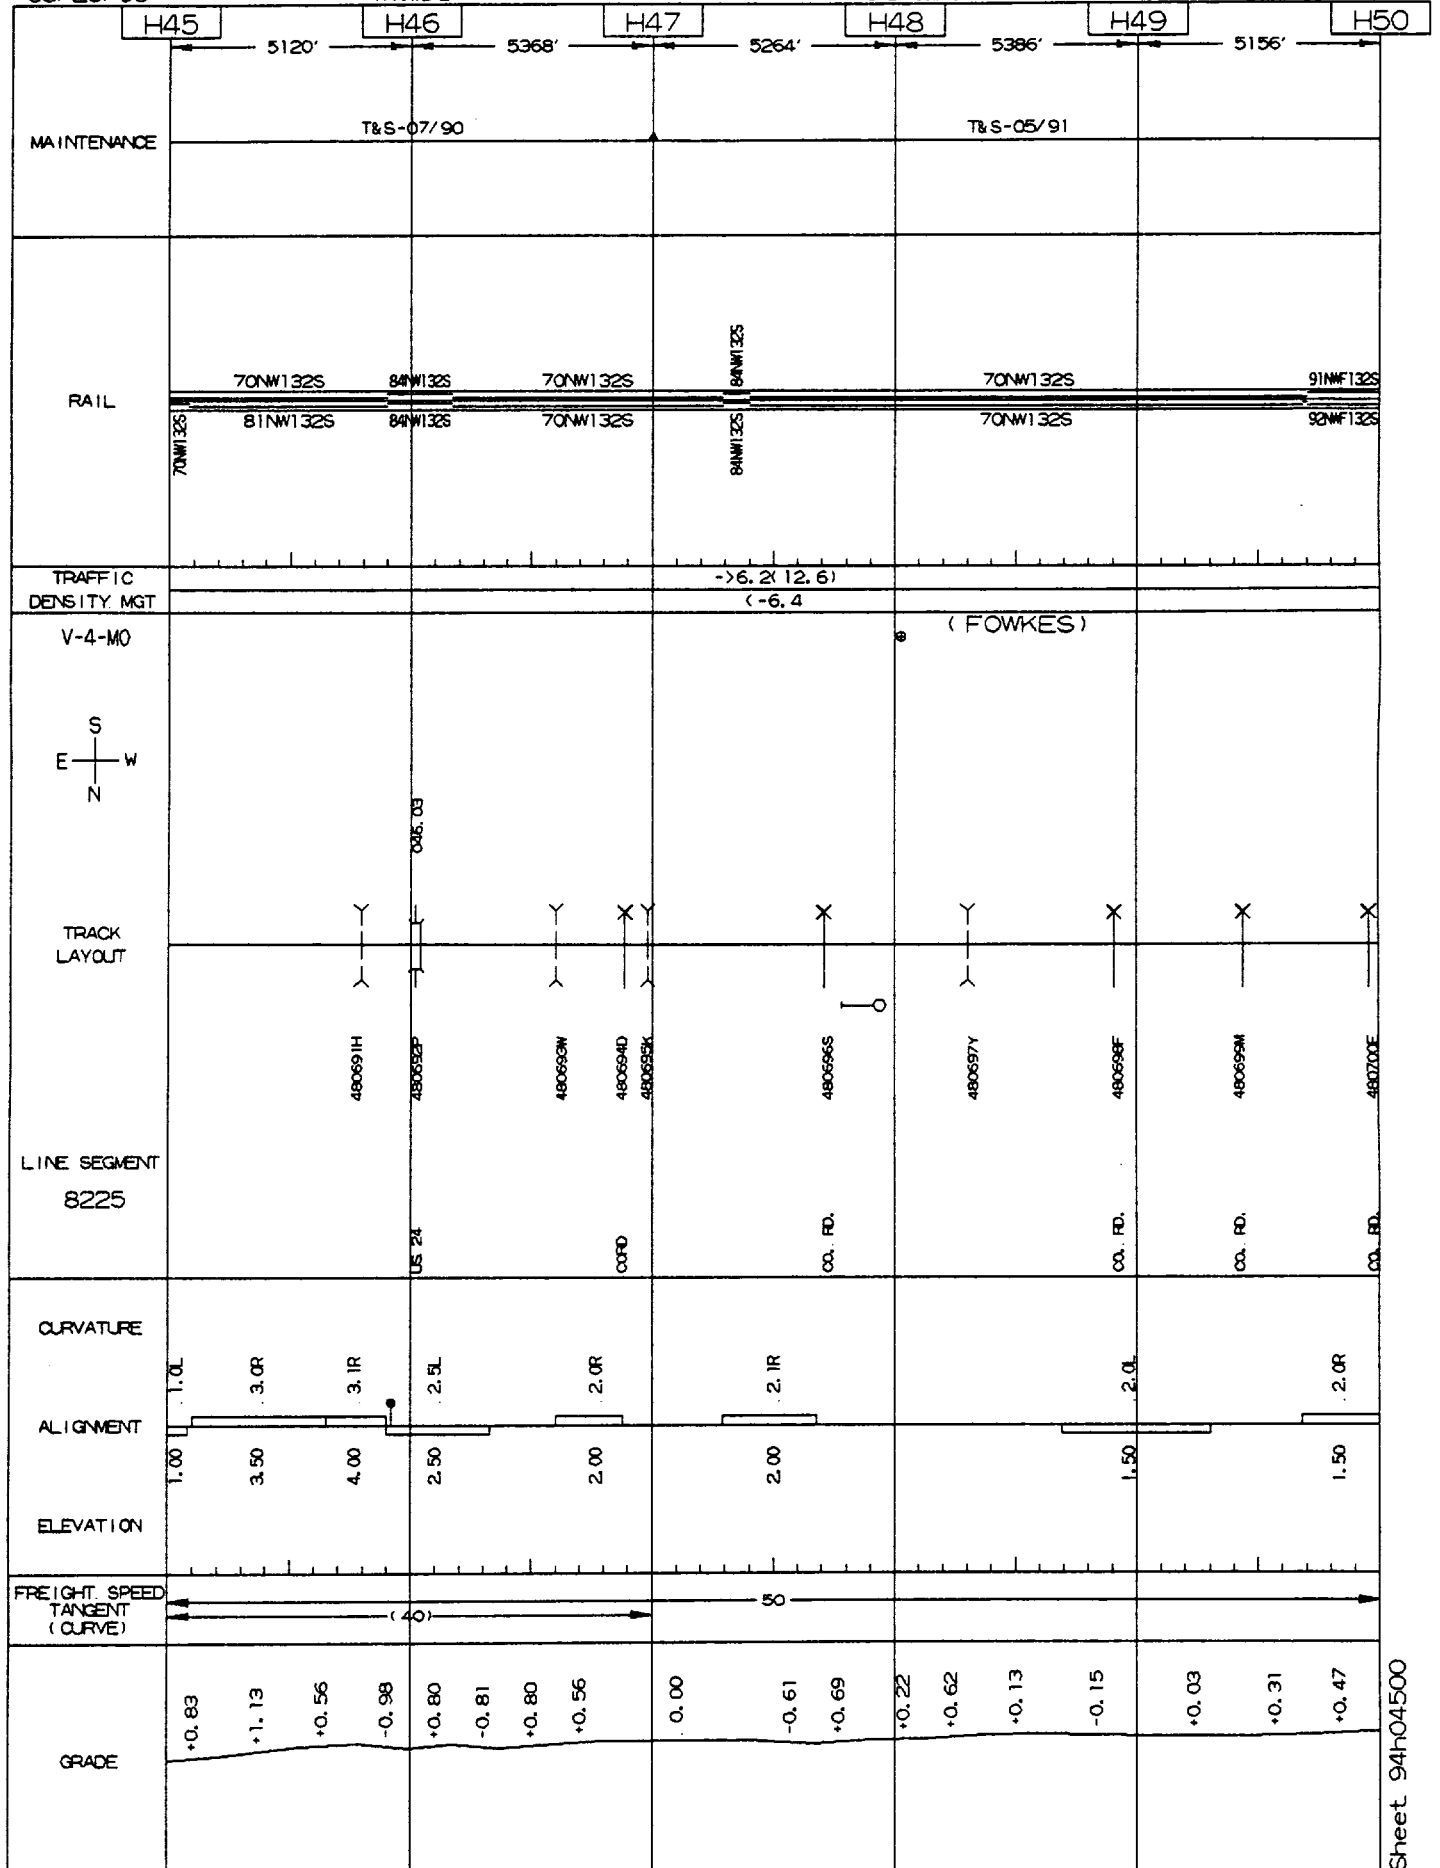 H45 H46 H47 H48 H49 H50
5120' 5368' 5264' 5386' 5156'
MAINTENANCE
T&S-07/90 T&S-05/91
RAIL
70NW132S 84NW132S 70NW132S 84NW132S 70NW132S 91NWF132S
70NW132S 81NW132S 84NW132S 70NW132S 84NW132S 70NW132S 92NWF132S
TRAFFIC
DENSITY MGT
->6.2(12.6)
<-6.4
V-4-MO
(FOWKES)
S
E W
N
046.03
TRACK
LAYOUT
480691H 480692P 480693W 480694D 480695K 480696S 480697Y 480698F 480699M 480700E
LINE SEGMENT
8225
US 24 CORD CO. RD. CO. RD. CO. RD. CO. RD.
CURVATURE
1.0L 3.0R 3.1R 2.5L 2.0R 2.1R 2.0L 2.0R
ALIGNMENT
1.00 3.50 4.00 2.50 2.00 2.00 1.50 1.50
ELEVATION
FREIGHT SPEED
TANGENT
(CURVE)
50
(40)
+0.83 +1.13 +0.56 -0.98 +0.80 -0.81 +0.80 +0.56 0.00 -0.61 +0.69 +0.22 +0.62 +0.13 -0.15 +0.03 +0.31 +0.47
GRADE
Sheet 94h04500